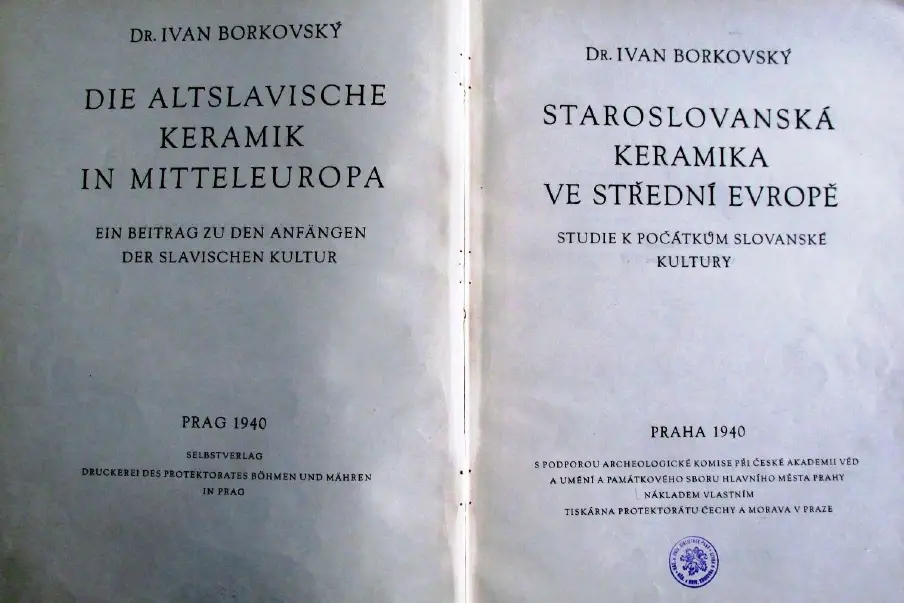 DR. IVAN BORKOVSKÝ
DIE ALTSLAVISCHE
KERAMIK
IN MITTELEUROPA
EIN BEITRAG ZU DEN ANFÄNGEN
DER SLAVISCHEN KULTUR
PRAG 1940
SELBSTVERLAG
DRUCKEREI DES PROTEKTORATES BÖHMEN UND MÄHREN
IN PRAG
DR. IVAN BORKOVSKÝ
STAROSLOVANSKÁ
KERAMIKA
VE STŘEDNÍ EVROPĚ
STUDIE K POČÁTKŮM SLOVANSKÉ
KULTURY
PRAHA 1940
S PODPOROU ARCHEOLOGICKÉ KOMISE PŘI ČESKÉ AKADEMII VĚD
A UMĚNÍ A PAMÁTKOVÉHO SBORU HLAVNÍHO MĚSTA PRAHY
NÁKLADEM VLASTNÍM
TISKÁRNA PROTEKTORÁTU ČECHY A MORAVA V PRAZE